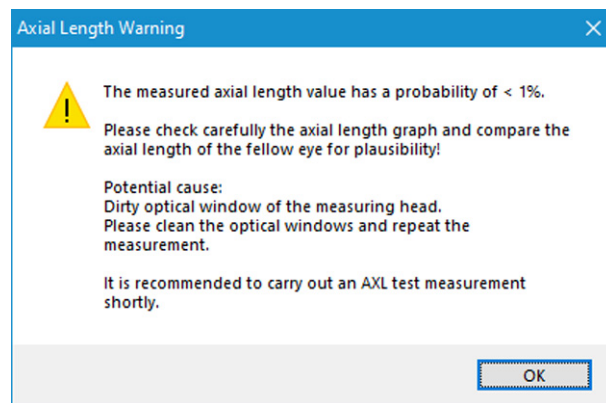 Axial Length Warning
The measured axial length value has a probability of < 1%.
Please check carefully the axial length graph and compare the
axial length of the fellow eye for plausibility!
Potential cause:
Dirty optical window of the measuring head.
Please clean the optical windows and repeat the
measurement.
It is recommended to carry out an AXL test measurement
shortly.
OK